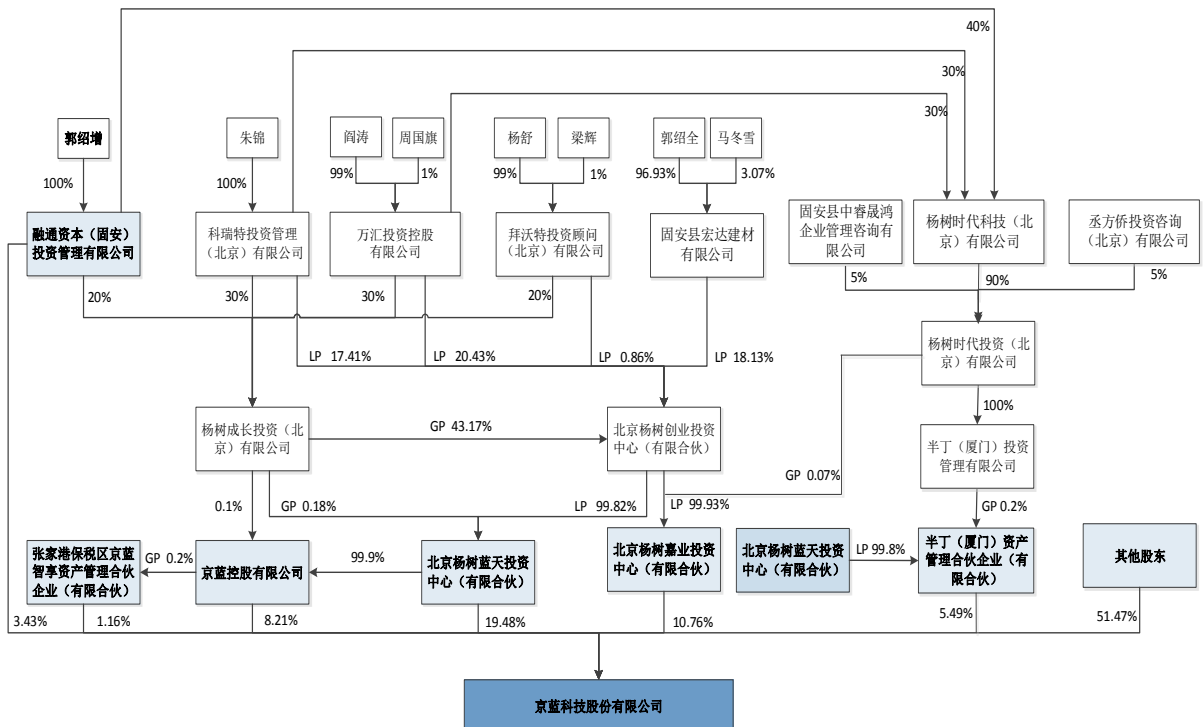 40%
30%
30%
郭绍增
朱锦
阎涛
周国旗
杨舒
梁辉
郭绍全
马冬雪
100%
100%
99%
1%
99%
1%
96.93%
3.07%
融通资本（固安）
投资管理有限公司
科瑞特投资管理
（北京）有限公司
万汇投资控股
有限公司
拜沃特投资顾问
（北京）有限公司
固安县宏达建材
有限公司
固安县中睿晟鸿
企业管理咨询有
限公司
杨树时代科技（北
京）有限公司
丞方侨投资咨询
（北京）有限公司
20%
30%
30%
20%
5%
90%
5%
LP 17.41%
LP 20.43%
LP 0.86%
LP 18.13%
杨树时代投资（北
京）有限公司
100%
杨树成长投资（北
京）有限公司
GP 43.17%
北京杨树创业投资
中心（有限合伙）
半丁（厦门）投资
管理有限公司
GP 0.07%
0.1%
GP 0.18%
LP 99.82%
LP 99.93%
GP 0.2%
张家港保税区京蓝
智享资产管理合伙
企业（有限合伙）
GP 0.2%
京蓝控股有限公司
99.9%
北京杨树蓝天投资
中心（有限合伙）
北京杨树嘉业投资
中心（有限合伙）
北京杨树蓝天投资
中心（有限合伙）
LP 99.8%
半丁（厦门）资产
管理合伙企业（有
限合伙）
其他股东
3.43%
1.16%
8.21%
19.48%
10.76%
5.49%
51.47%
京蓝科技股份有限公司